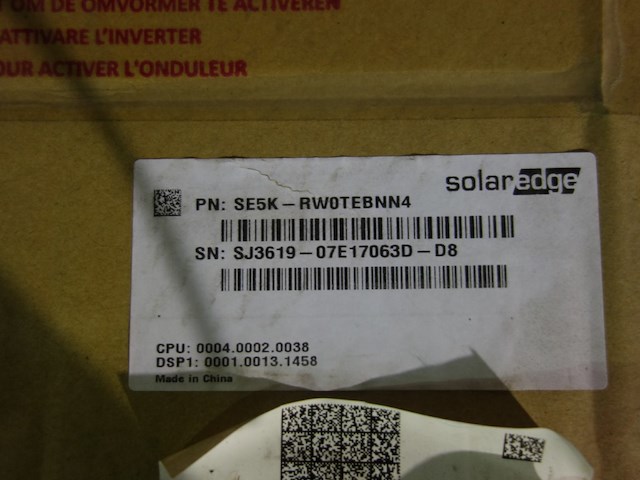 OM DE OMVORMER TE ACTIVEREN
ATTIVARE L'INVERTER
OUR ACTIVER L'ONDULEUR
solaredge
PN: SE5K-RW0TEBNN4
SN: SJ3619-07E17063D-D8
CPU: 0004.0002.0038
DSP1: 0001.0013.1458
Made in China